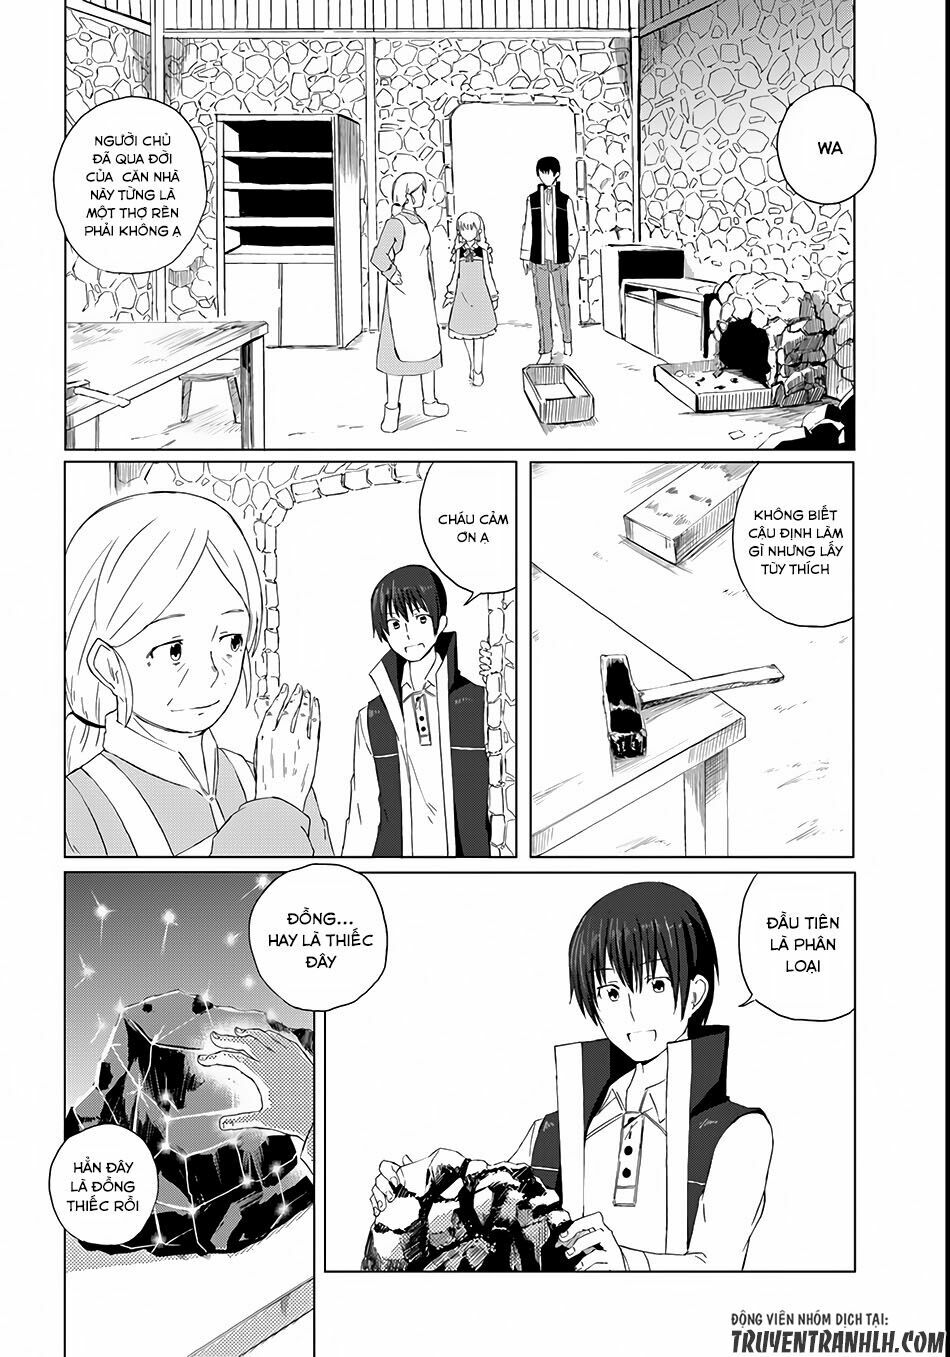 WA
NGƯỜI CHỦ
ĐÃ QUA ĐỜI
CỦA CĂN NHÀ
NÀY TỪNG LÀ
MỘT THỢ RÈN
PHẢI KHÔNG Ạ
KHÔNG BIẾT
CẬU ĐỊNH LÀM
GÌ NHƯNG LẤY
TÙY THÍCH
CHÁU CẢM
ƠN Ạ
ĐẦU TIÊN
LÀ PHÂN
LOẠI
ĐỒNG...
HAY LÀ THIẾC
ĐÂY
HẲN ĐÂY
LÀ ĐỒNG
THIẾC RỒI
ĐỘNG VIÊN NHÓM DỊCH TẠI:
TRUYENTRANHLH.COM